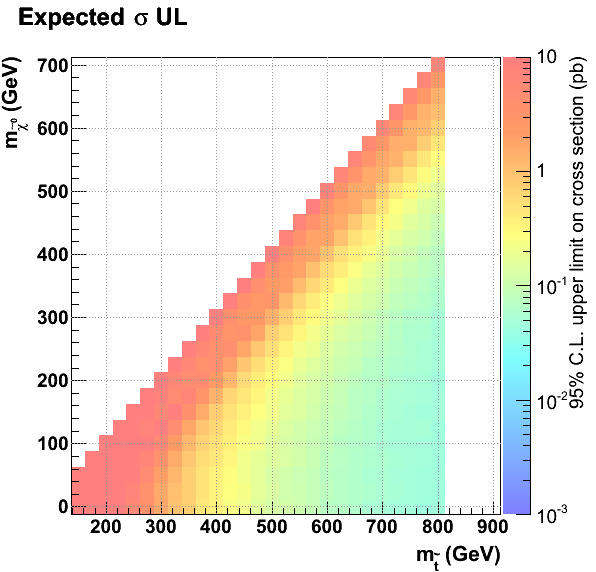 Expected σ UL
m_χ̃⁰ (GeV)
700
600
500
400
300
200
100
0
200 300 400 500 600 700 800 900
m_t̃ (GeV)
10
1
10⁻¹
10⁻²
10⁻³
95% C.L. upper limit on cross section (pb)